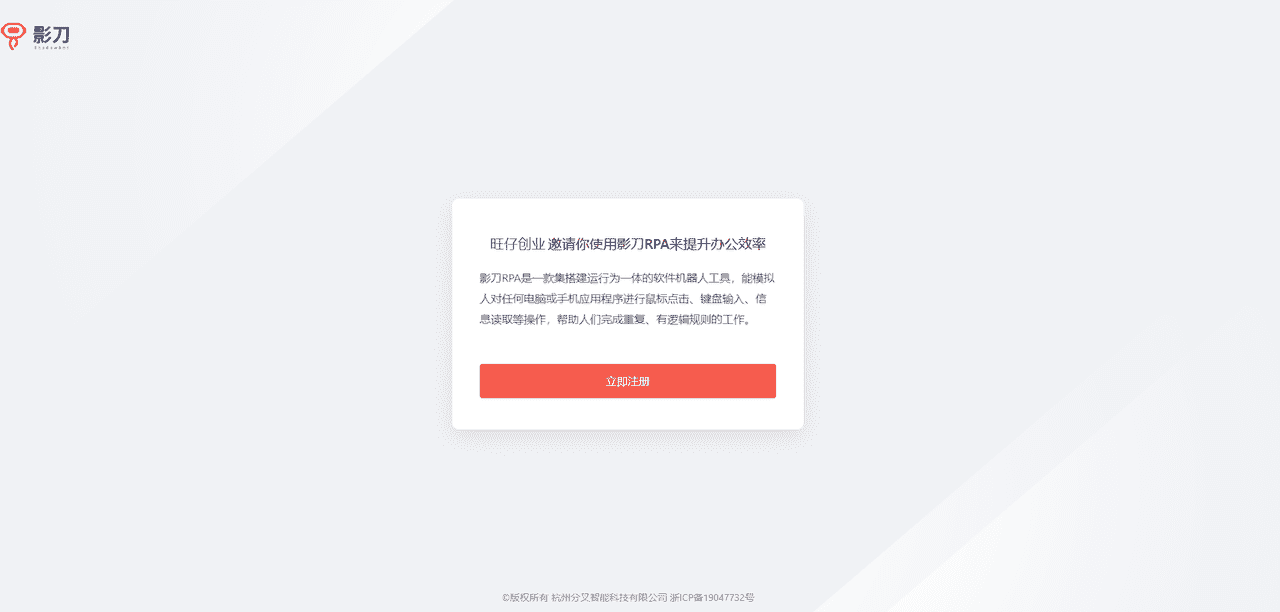 影刀
旺仔创业 邀请你使用影刀RPA来提升办公效率
影刀RPA是一款集搭建运行为一体的软件机器人工具，能模拟
人对任何电脑或手机应用程序进行鼠标点击、键盘输入、信
息读取等操作，帮助人们完成重复、有逻辑规则的工作。
立即注册
©版权所有 杭州分叉智能科技有限公司 浙ICP备19047732号